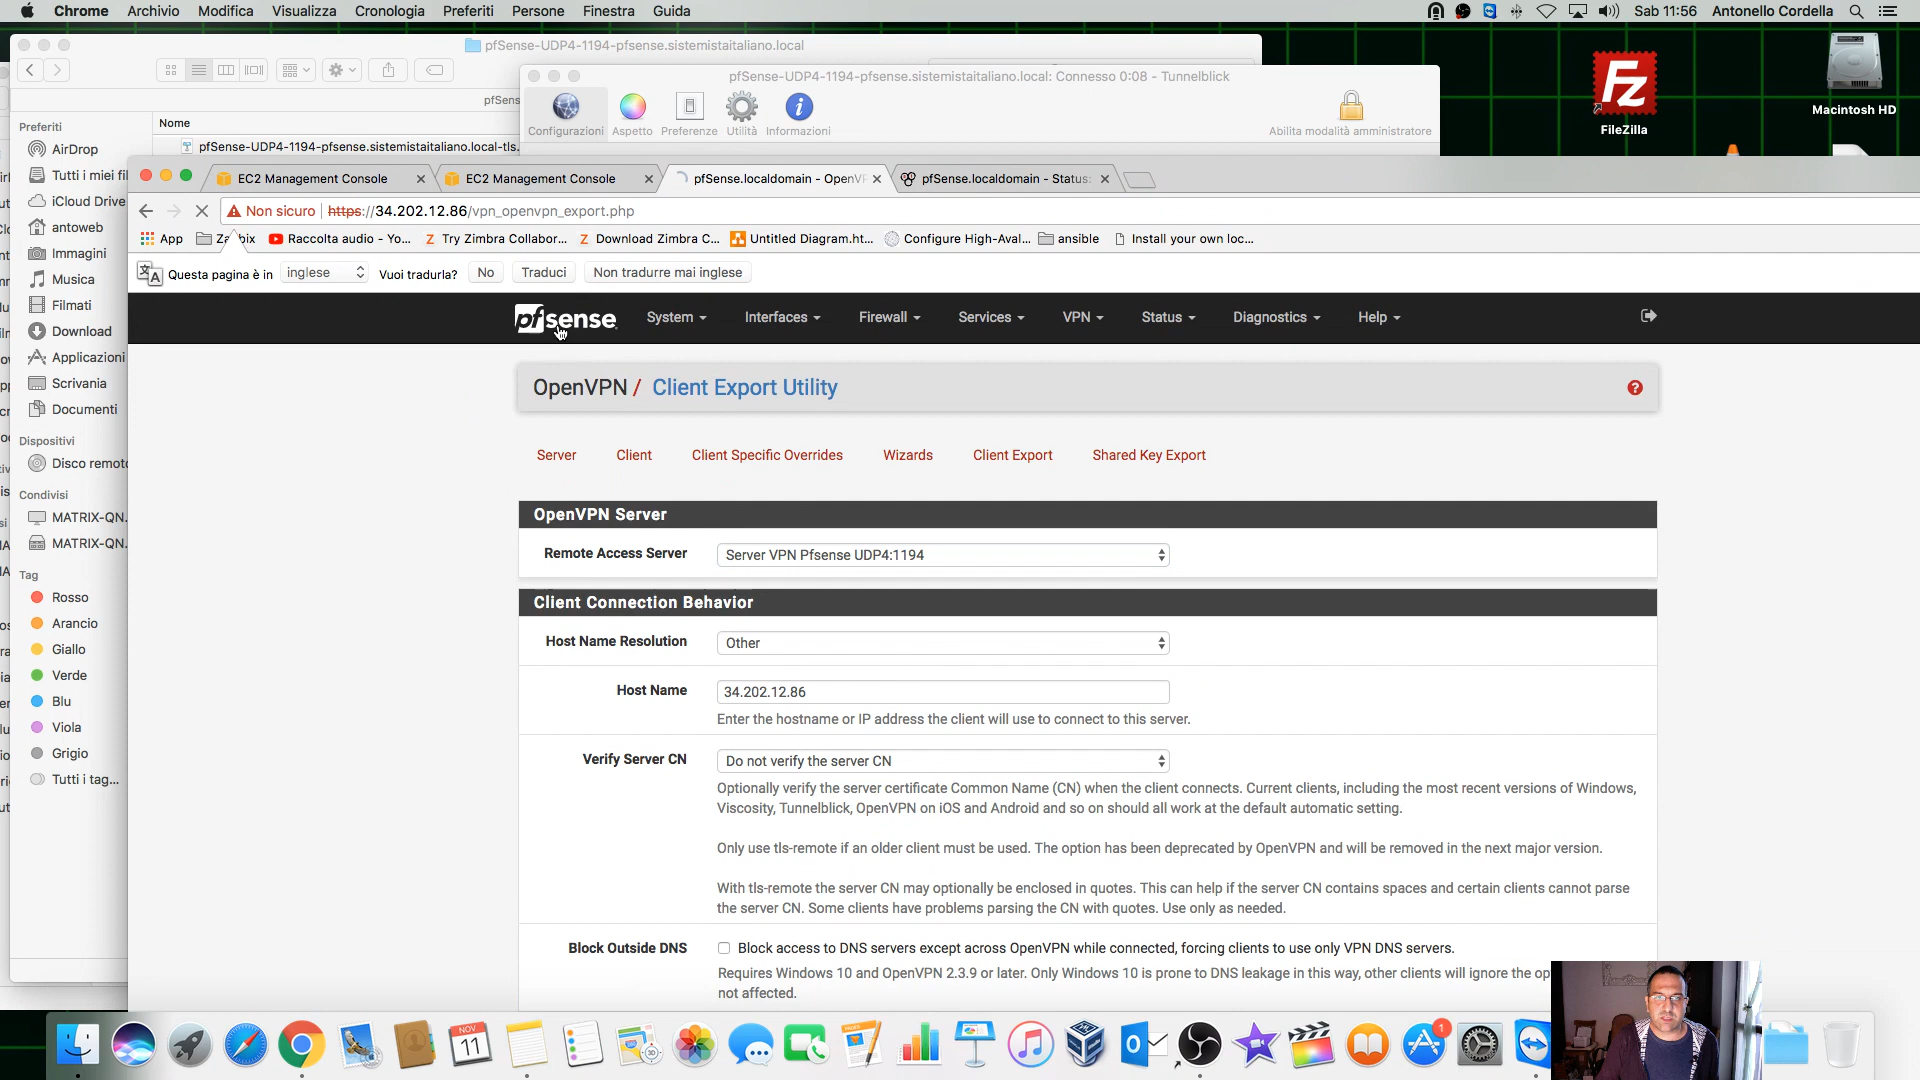 Chrome Archivio Modifica Visualizza Cronologia Preferiti Persone Finestra Guida Sab 11:56 Antonello Cordella
pfSense-UDP4-1194-pfsense.sistemistaitaliano.local
pfSense-UDP4-1194-pfsense.sistemistaitaliano.local: Connesso 0:08 - Tunnelblick
Configurazioni Aspetto Preferenze Utilità Informazioni Abilita modalità amministratore
FileZilla
Macintosh HD
pfSens
Preferiti
Nome
pfSense-UDP4-1194-pfsense.sistemistaitaliano.local-tls.
AirDrop
Tutti i miei fil
iCloud Drive
antoweb
Immagini
Musica
Filmati
Download
Applicazioni
Scrivania
Documenti
Dispositivi
Disco remoto
Condivisi
MATRIX-QN.
MATRIX-QN.
Tag
Rosso
Arancio
Giallo
Verde
Blu
Viola
Grigio
Tutti i tag...
EC2 Management Console EC2 Management Console pfSense.localdomain - OpenVP pfSense.localdomain - Status:
Non sicuro https://34.202.12.86/vpn_openvpn_export.php
App Raccolta audio - Yo... Try Zimbra Collabor... Download Zimbra C... Untitled Diagram.ht... Configure High-Aval... ansible Install your own loc...
Questa pagina è in inglese Vuoi tradurla? No Traduci Non tradurre mai inglese
pfsense System Interfaces Firewall Services VPN Status Diagnostics Help
OpenVPN / Client Export Utility
Server Client Client Specific Overrides Wizards Client Export Shared Key Export
OpenVPN Server
Remote Access Server Server VPN Pfsense UDP4:1194
Client Connection Behavior
Host Name Resolution Other
Host Name 34.202.12.86
Enter the hostname or IP address the client will use to connect to this server.
Verify Server CN Do not verify the server CN
Optionally verify the server certificate Common Name (CN) when the client connects. Current clients, including the most recent versions of Windows,
Viscosity, Tunnelblick, OpenVPN on iOS and Android and so on should all work at the default automatic setting.
Only use tls-remote if an older client must be used. The option has been deprecated by OpenVPN and will be removed in the next major version.
With tls-remote the server CN may optionally be enclosed in quotes. This can help if the server CN contains spaces and certain clients cannot parse
the server CN. Some clients have problems parsing the CN with quotes. Use only as needed.
Block Outside DNS Block access to DNS servers except across OpenVPN while connected, forcing clients to use only VPN DNS servers.
Requires Windows 10 and OpenVPN 2.3.9 or later. Only Windows 10 is prone to DNS leakage in this way, other clients will ignore the op
not affected.
NOV
11
1